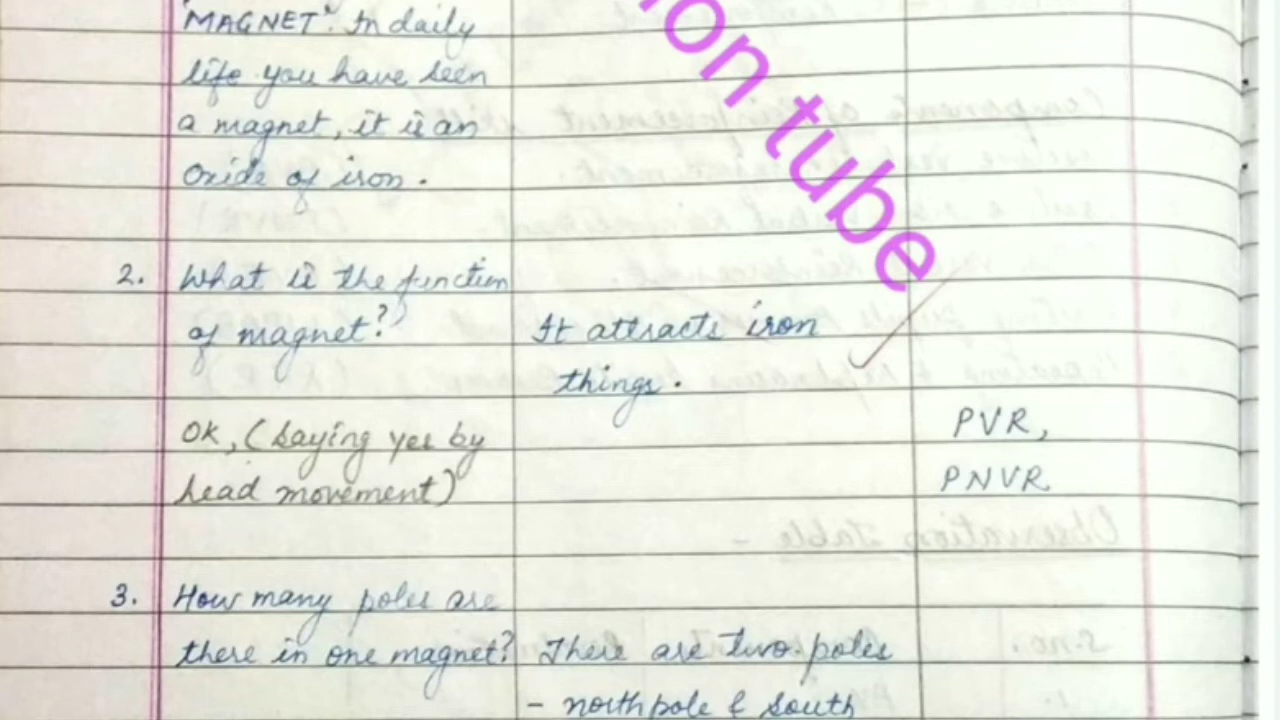 "MAGNET". In daily
life you have seen
a magnet, it is an
oxide of iron.
2. What is the function
of magnet? It attracts iron
things.
OK, (saying yes by PVR,
head movement) PNVR
3. How many poles are
there in one magnet? There are two poles
- north pole & south
on tube